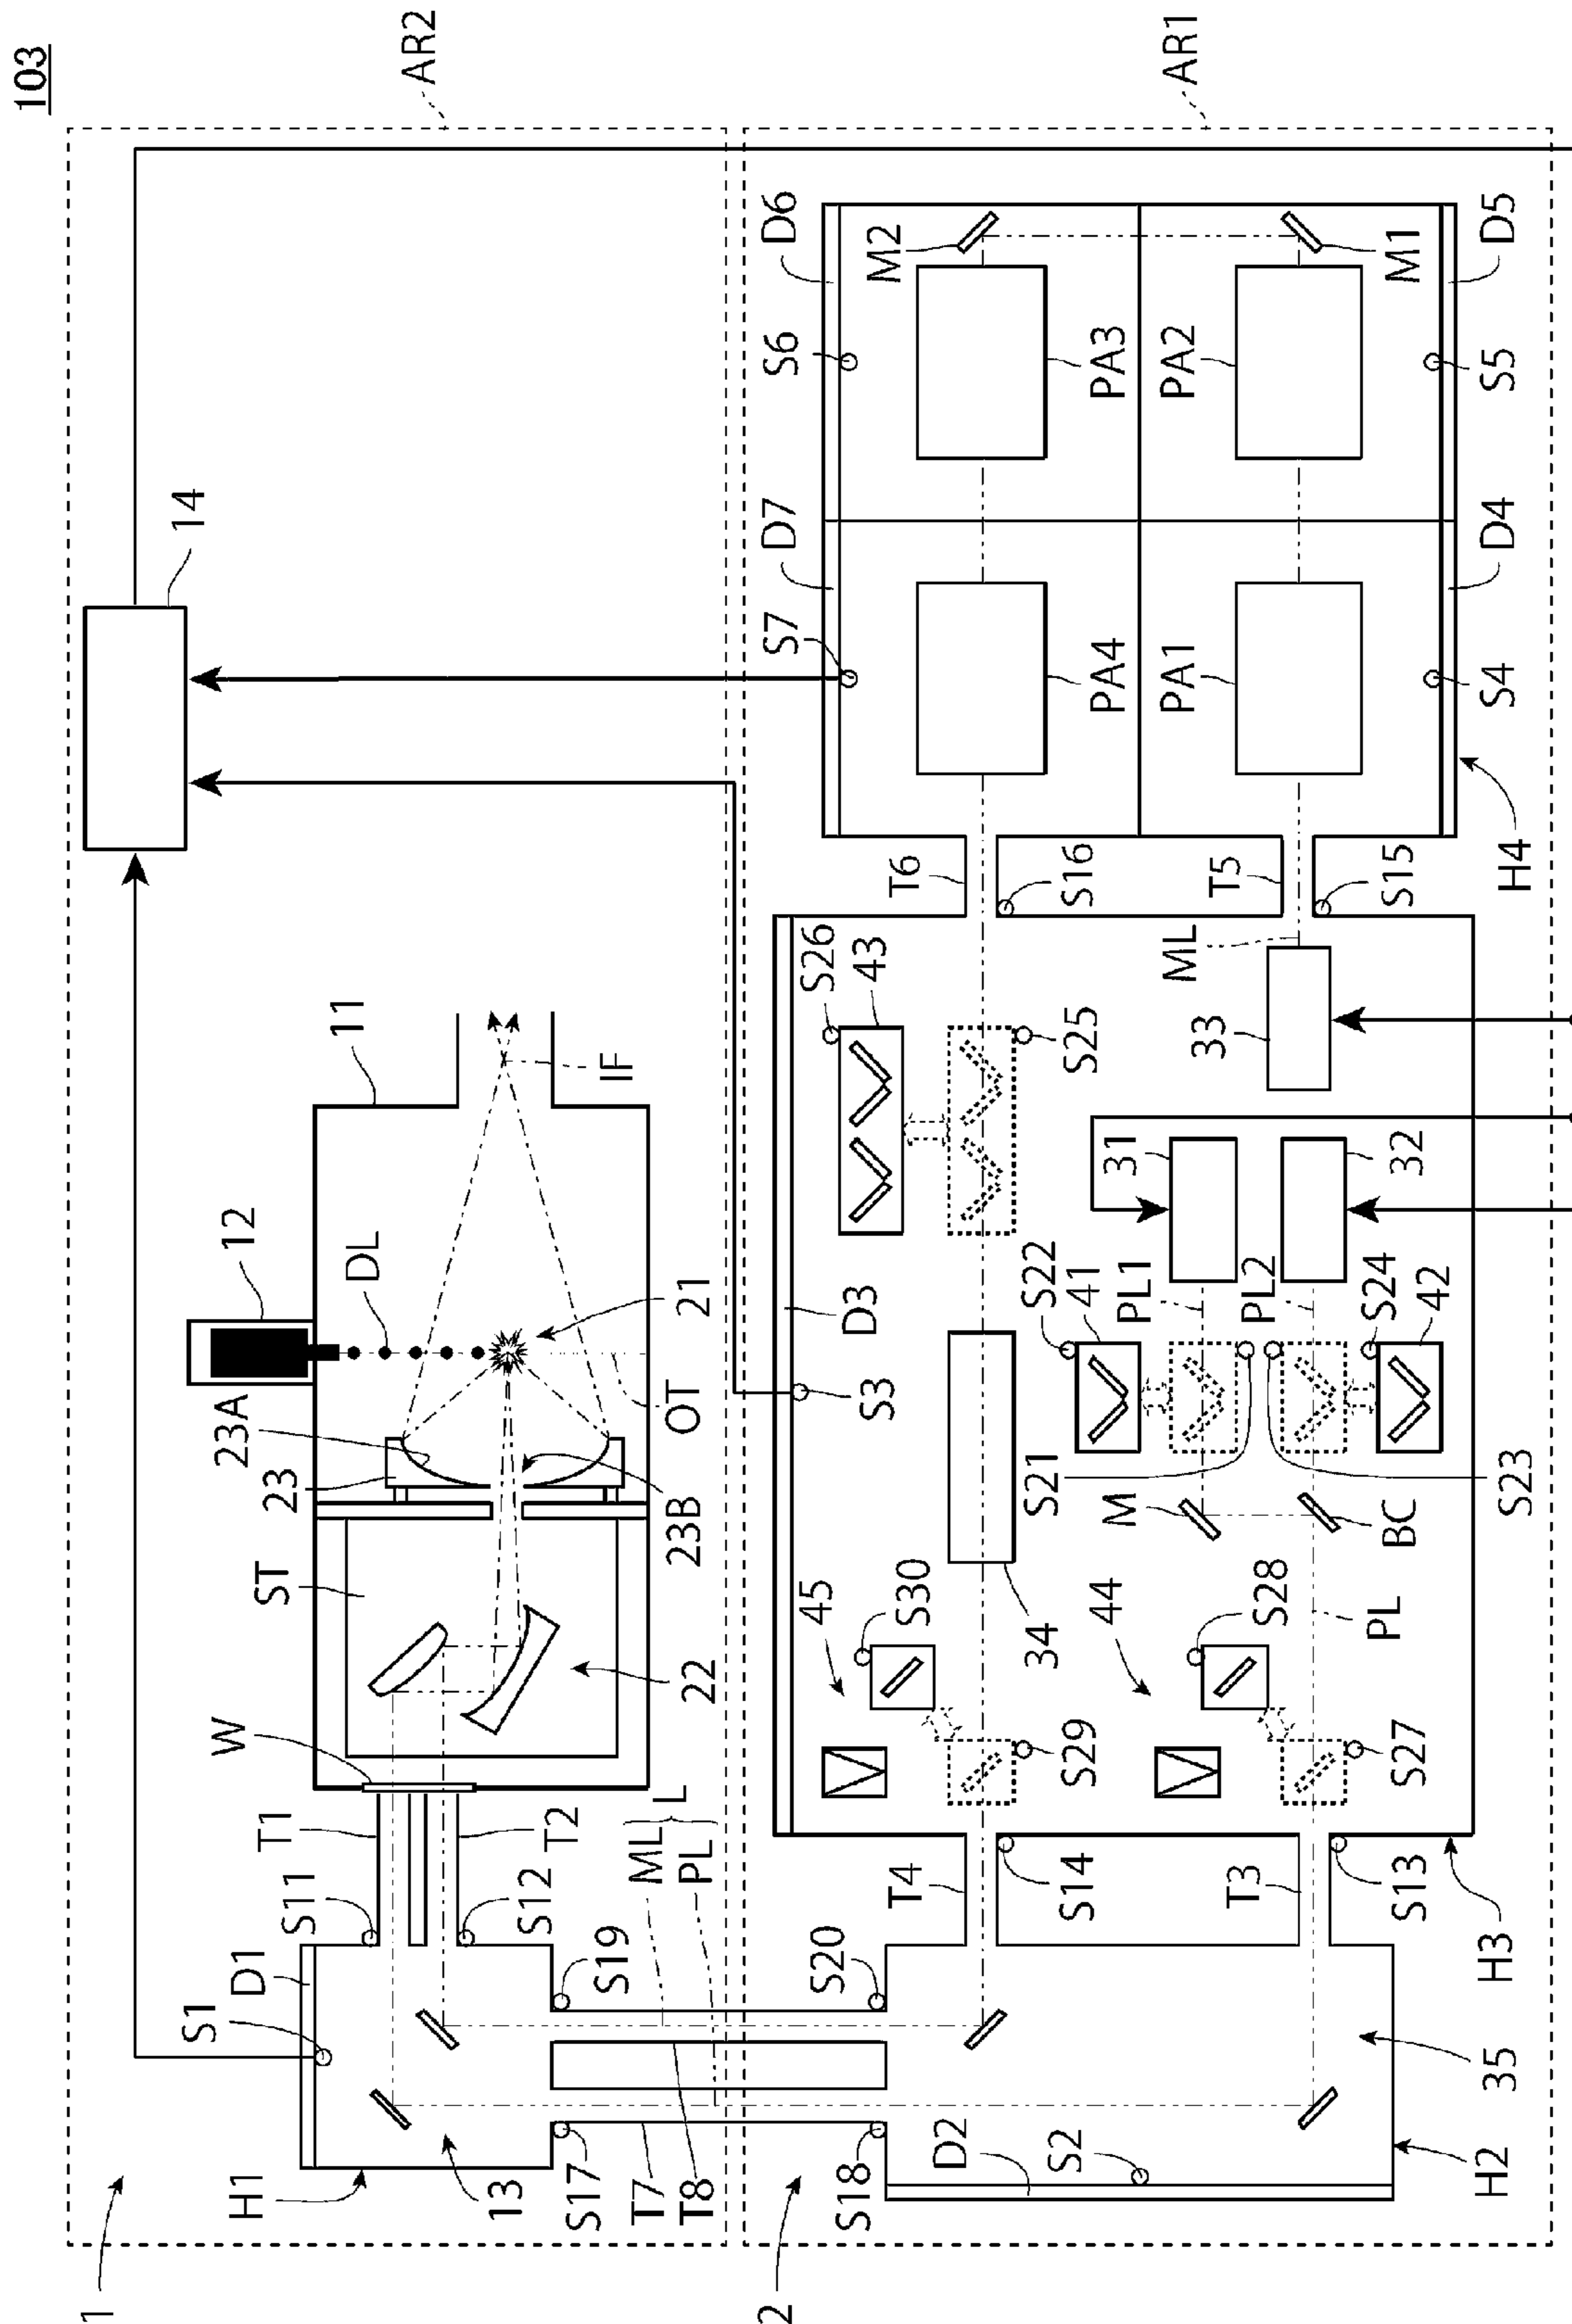 103
AR2
AR1
1
2
14
S1
D1
H1
13
S11
S12
T1
T2
W
ST
22
23
23A
23B
12
DL
21
OT
11
IF
L
ML
PL
S17
S19
T7
T8
S18
S20
D2
S2
H2
35
T4
S14
T3
S13
H3
D3
S3
45
S30
S29
44
S28
S27
34
M
BC
PL
S21
S23
S22
41
PL1
PL2
S24
42
31
32
33
ML
S26
43
S25
T6
S16
T5
S15
H4
D7
S7
D6
S6
M2
M1
PA4
PA3
PA1
PA2
D4
S4
D5
S5